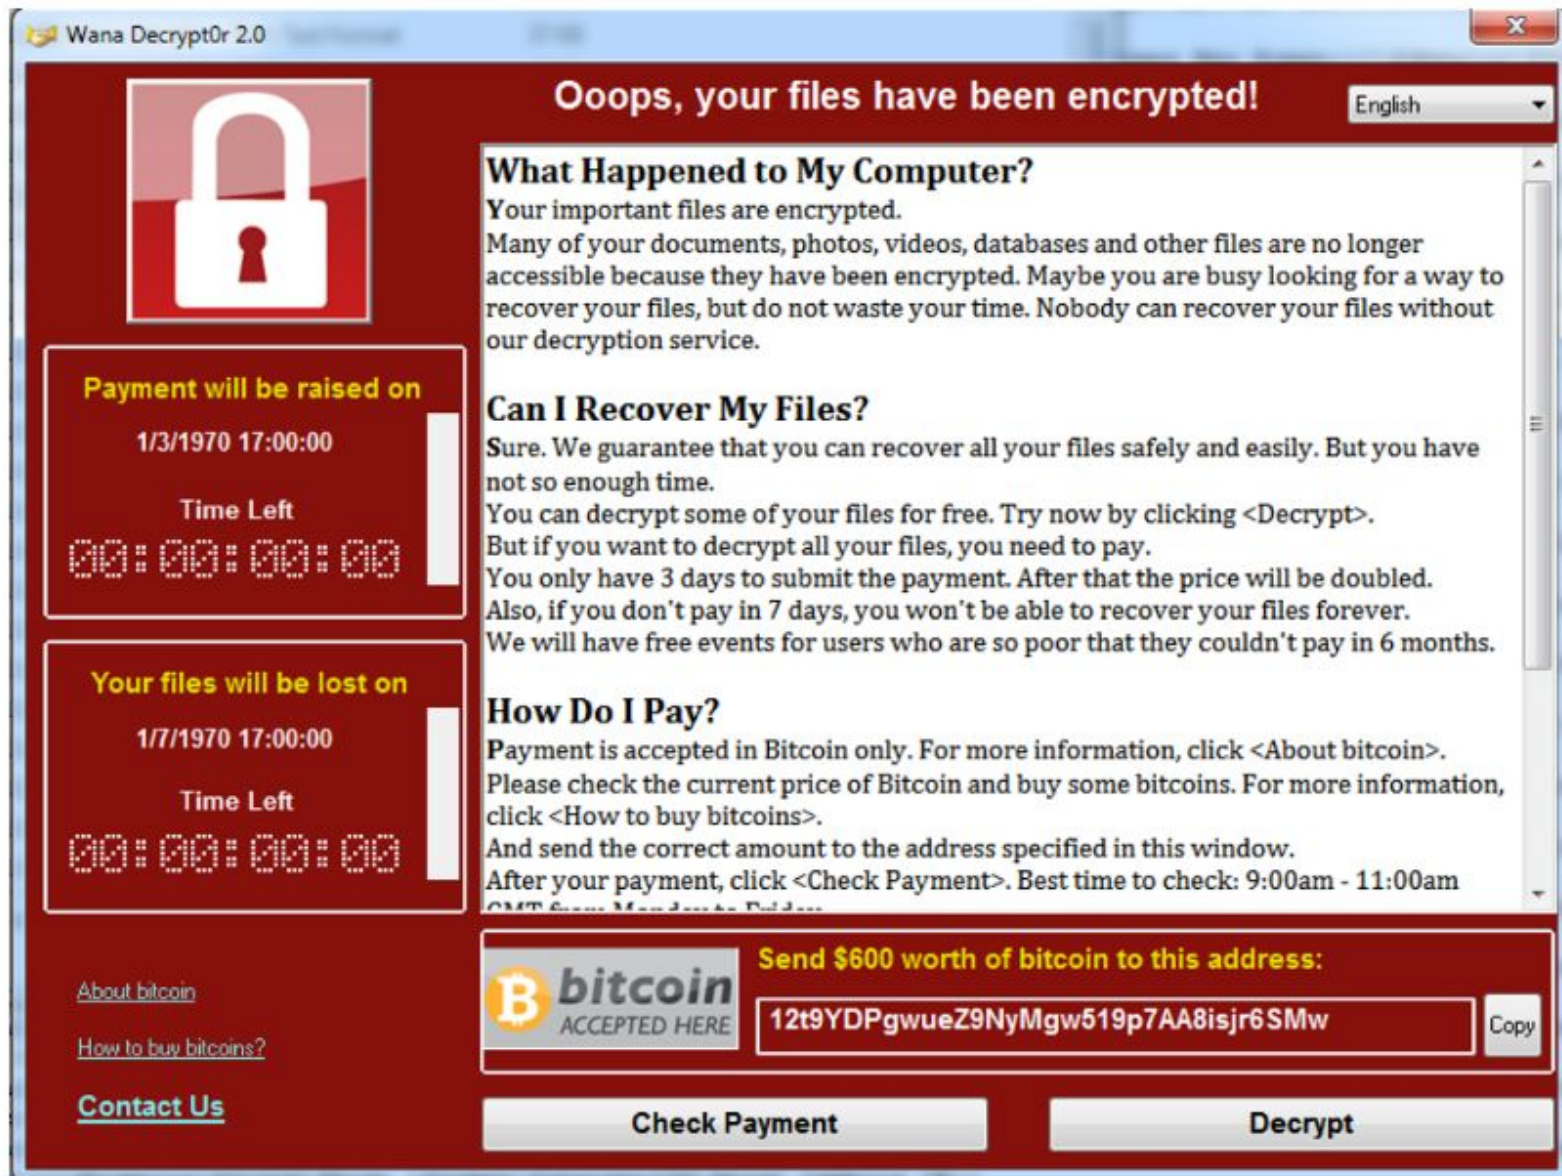 Wana Decrypt0r 2.0
Ooops, your files have been encrypted!
English
What Happened to My Computer?
Your important files are encrypted.
Many of your documents, photos, videos, databases and other files are no longer
accessible because they have been encrypted. Maybe you are busy looking for a way to
recover your files, but do not waste your time. Nobody can recover your files without
our decryption service.
Can I Recover My Files?
Sure. We guarantee that you can recover all your files safely and easily. But you have
not so enough time.
You can decrypt some of your files for free. Try now by clicking <Decrypt>.
But if you want to decrypt all your files, you need to pay.
You only have 3 days to submit the payment. After that the price will be doubled.
Also, if you don't pay in 7 days, you won't be able to recover your files forever.
We will have free events for users who are so poor that they couldn't pay in 6 months.
How Do I Pay?
Payment is accepted in Bitcoin only. For more information, click <About bitcoin>.
Please check the current price of Bitcoin and buy some bitcoins. For more information,
click <How to buy bitcoins>.
And send the correct amount to the address specified in this window.
After your payment, click <Check Payment>. Best time to check: 9:00am - 11:00am
GMT from Monday to Friday
Payment will be raised on
1/3/1970 17:00:00
Time Left
00:00:00:00
Your files will be lost on
1/7/1970 17:00:00
Time Left
00:00:00:00
About bitcoin
How to buy bitcoins?
Contact Us
bitcoin
ACCEPTED HERE
Send $600 worth of bitcoin to this address:
12t9YDPgwueZ9NyMgw519p7AA8isjr6SMw
Copy
Check Payment
Decrypt